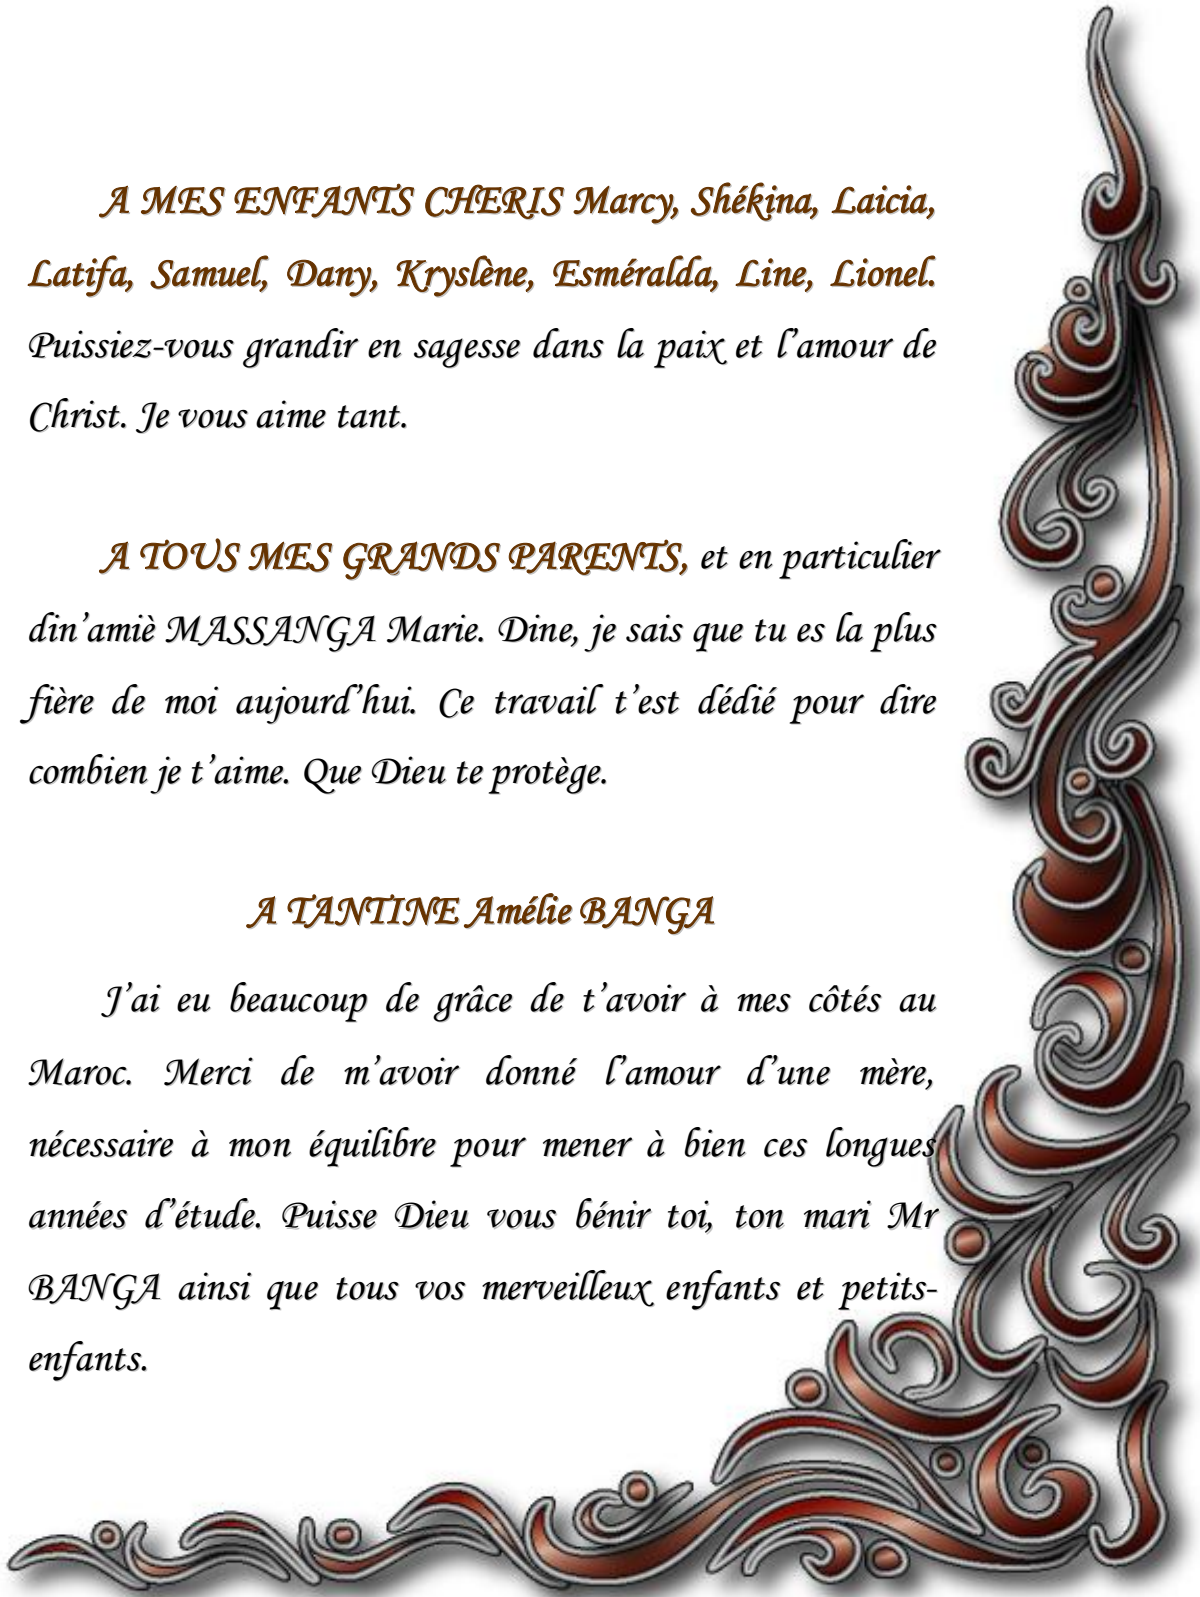 A MES ENFANTS CHERIS Marcy, Shékina, Laicia,
Latifa, Samuel, Dany, Kryslène, Esméralda, Line, Lionel.
Puissiez-vous grandir en sagesse dans la paix et l’amour de
Christ. Je vous aime tant.
A TOUS MES GRANDS PARENTS, et en particulier
din’amiè MASSANGA Marie. Dine, je sais que tu es la plus
fière de moi aujourd’hui. Ce travail t’est dédié pour dire
combien je t’aime. Que Dieu te protège.
A TANTINE Amélie BANGA
J’ai eu beaucoup de grâce de t’avoir à mes côtés au
Maroc. Merci de m’avoir donné l’amour d’une mère,
nécessaire à mon équilibre pour mener à bien ces longues
années d’étude. Puisse Dieu vous bénir toi, ton mari Mr
BANGA ainsi que tous vos merveilleux enfants et petits-
enfants.